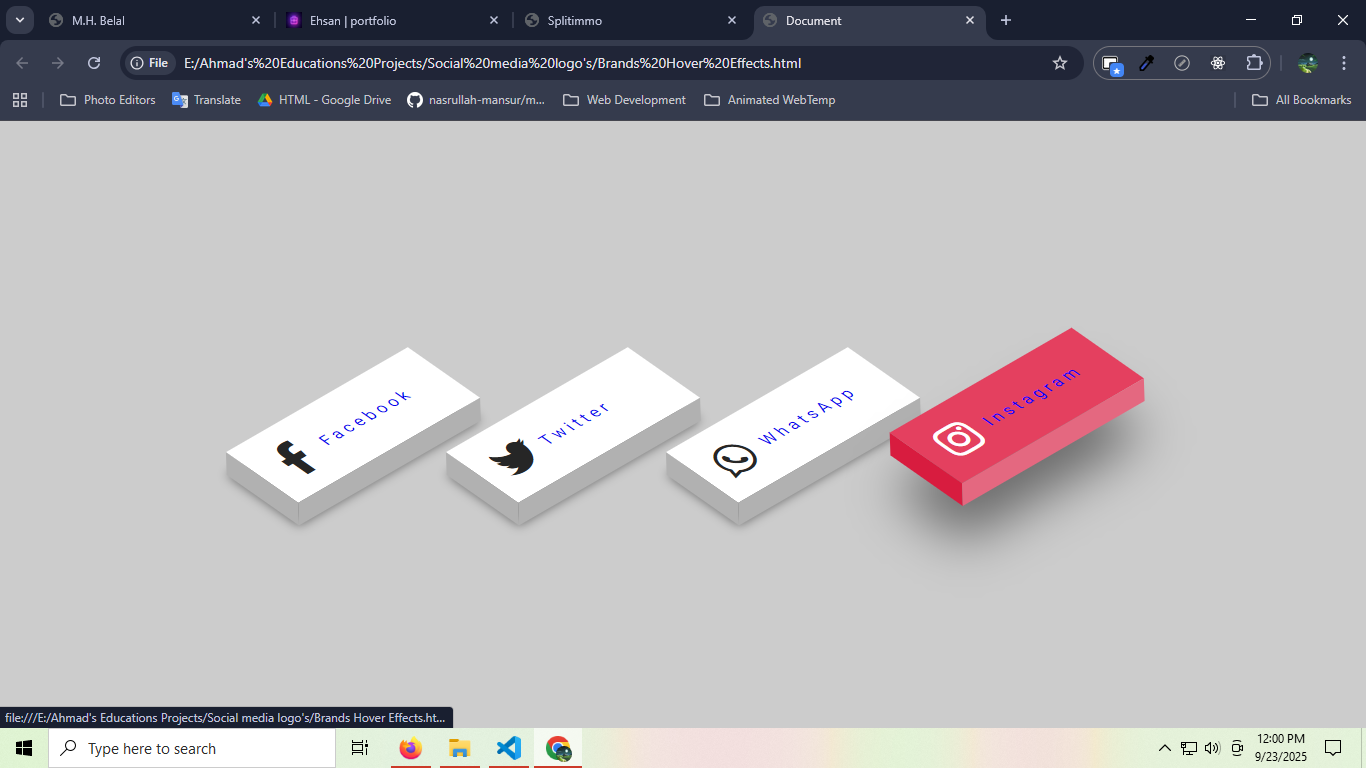 M.H. Belal
Ehsan | portfolio
Splitimmo
Document
File
E:/Ahmad's%20Educations%20Projects/Social%20media%20logo's/Brands%20Hover%20Effects.html
Photo Editors
Translate
HTML - Google Drive
nasrullah-mansur/m...
Web Development
Animated WebTemp
All Bookmarks
Facebook
Twitter
WhatsApp
Instagram
file:///E:/Ahmad's Educations Projects/Social media logo's/Brands Hover Effects.ht...
Type here to search
12:00 PM
9/23/2025